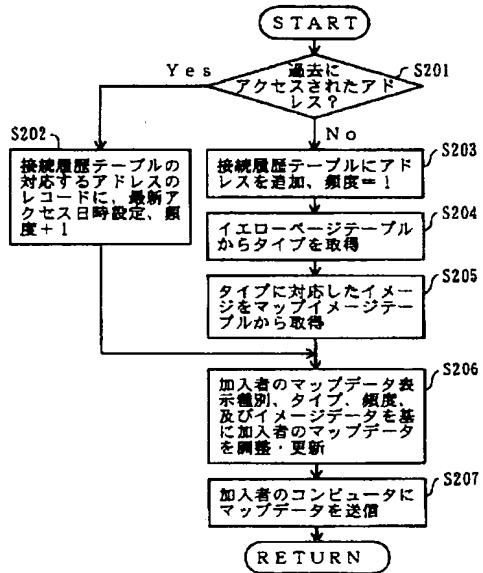 START
過去に
アクセスされたアド
レス?
S201
Yes
No
S202
接続履歴テーブルの
対応するアドレスの
レコードに、最新ア
クセス日時設定、頻
度+1
S203
接続履歴テーブルにアド
レスを追加、頻度=1
S204
イエローページテーブル
からタイプを取得
S205
タイプに対応したイメー
ジをマップイメージテー
ブルから取得
S206
加入者のマップデータ表
示種別、タイプ、頻度、
及びイメージデータを基
に加入者のマップデータ
を調整・更新
S207
加入者のコンピュータに
マップデータを送信
RETURN